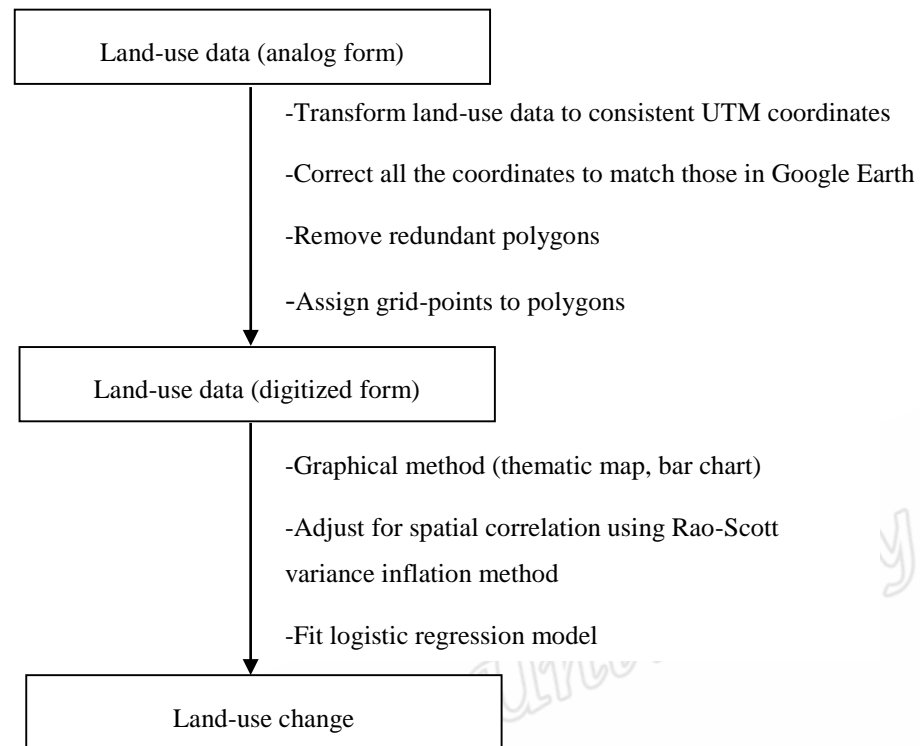 Land-use data (analog form)
-Transform land-use data to consistent UTM coordinates
-Correct all the coordinates to match those in Google Earth
-Remove redundant polygons
-Assign grid-points to polygons
Land-use data (digitized form)
-Graphical method (thematic map, bar chart)
-Adjust for spatial correlation using Rao-Scott
variance inflation method
-Fit logistic regression model
Land-use change